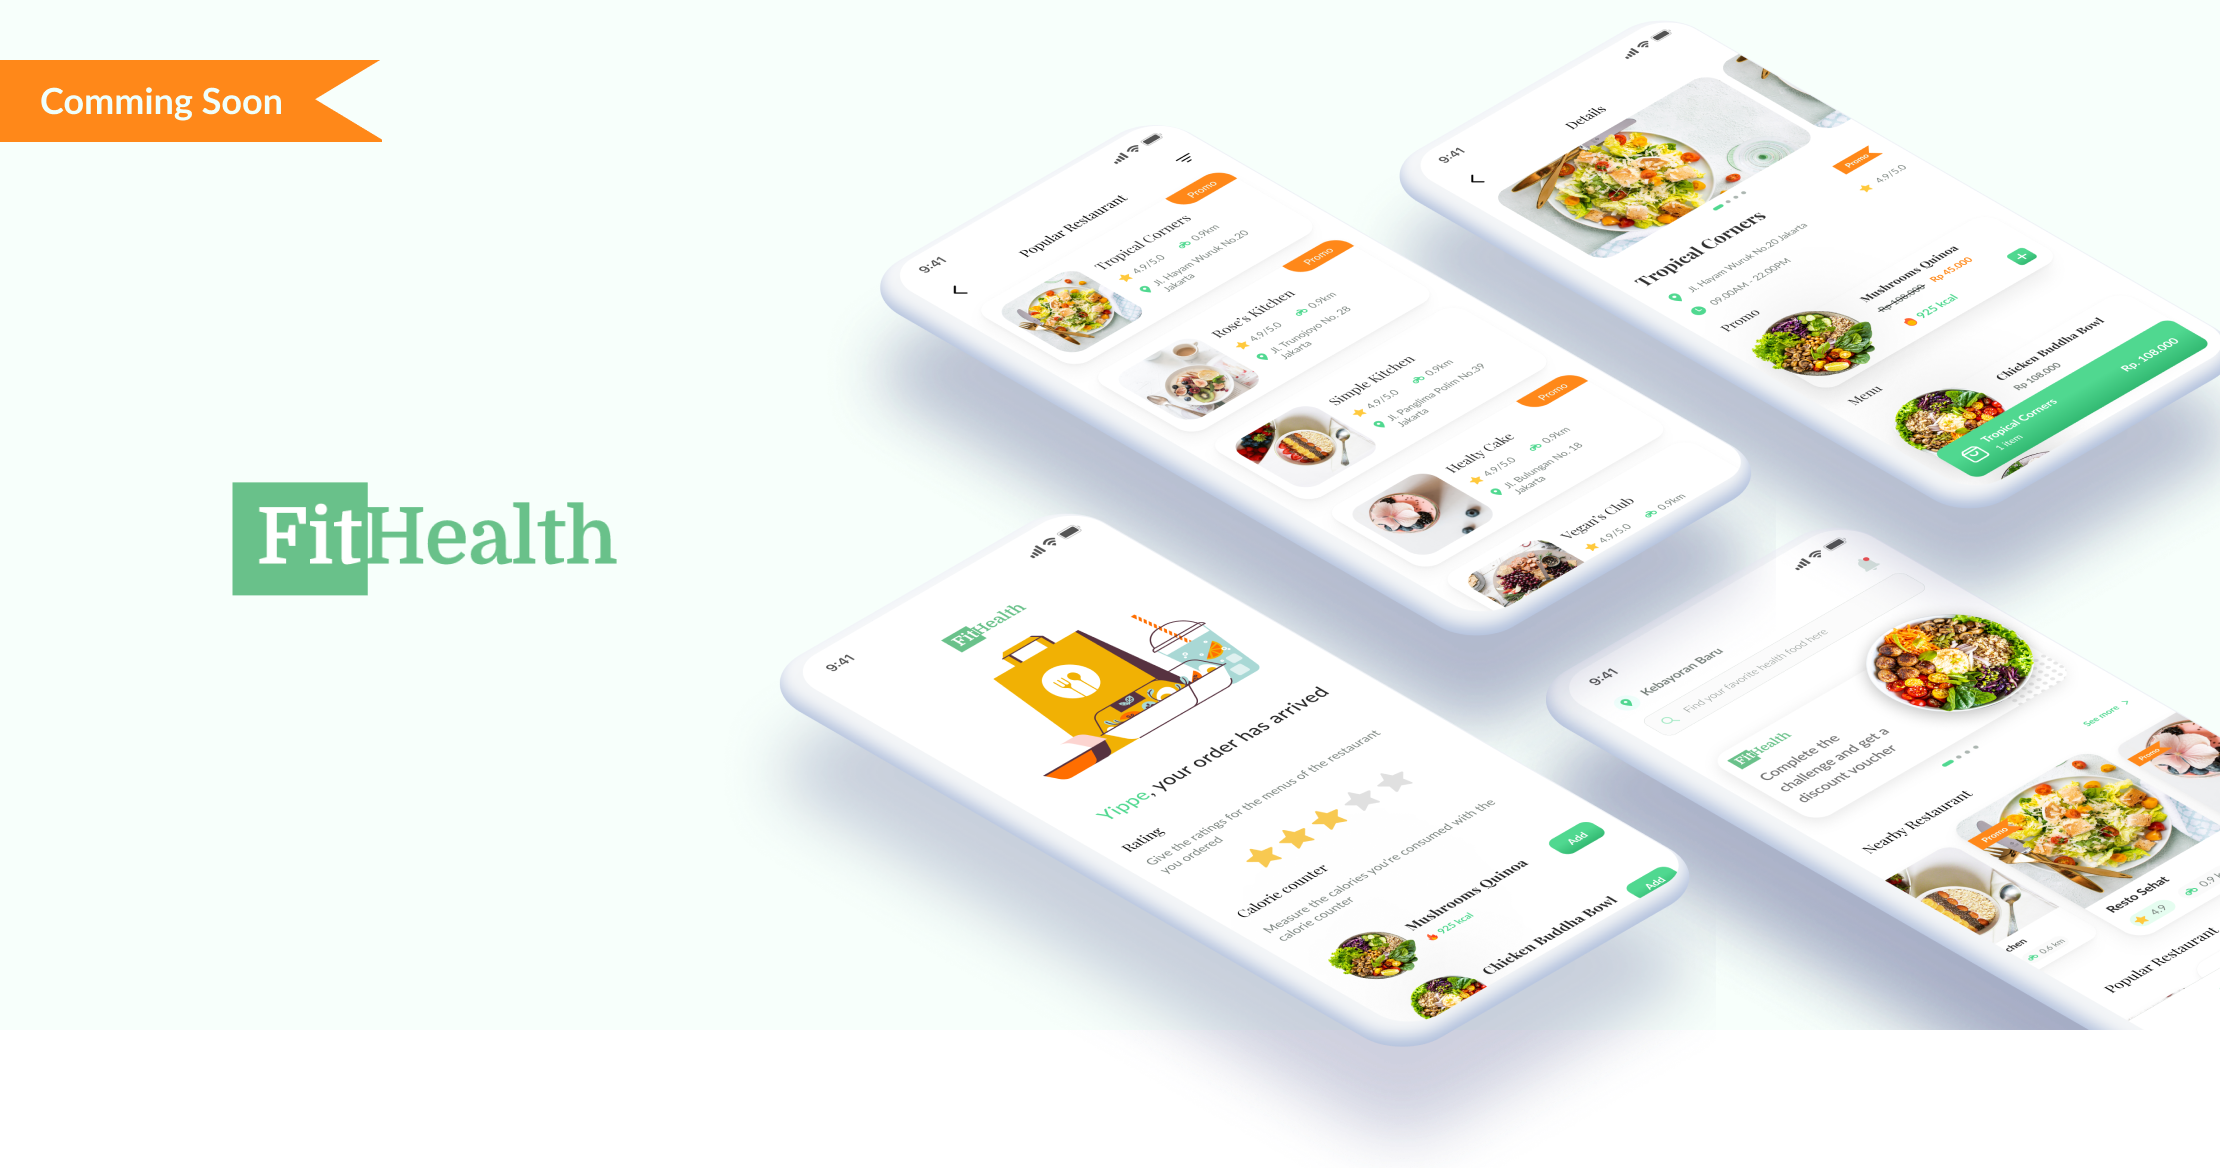 Comming Soon
FitHealth
9:41
Popular Restaurant
Promo
Tropical Corners
4.9/5.0
0.9km
Jl. Hayam Wuruk No.20
Jakarta
Promo
Rose's Kitchen
4.9/5.0
0.9km
Jl. Trunojoyo No. 28
Jakarta
Simple Kitchen
4.9/5.0
0.9km
Jl. Panglima Polim No.39
Jakarta
Promo
Healty Cake
4.9/5.0
0.9km
Jl. Bulungan No. 18
Jakarta
Vegan's Club
4.9/5.0
0.9km
9:41
Details
Promo
4.9/5.0
Tropical Corners
Jl. Hayam Wuruk No.20 Jakarta
09.00AM - 22.00PM
Promo
Mushrooms Quinoa
Rp 108.000 Rp 45.000
925 kcal
+
Menu
Chicken Buddha Bowl
Rp 108.000
Tropical Corners
1 item
Rp. 108.000
9:41
FitHealth
Yippe, your order has arrived
Rating
Give the ratings for the menus of the restaurant
you ordered
Calorie counter
Measure the calories you're consumed with the
calorie counter
Mushrooms Quinoa
925 kcal
Add
Chicken Buddha Bowl
Add
9:41
Kebayoran Baru
Find your favorite health food here
FitHealth
Complete the
challenge and get a
discount voucher
See more
Nearby Restaurant
Promo
Promo
Resto Sehat
4.9
0.9 k
chen
0.6 km
Popular Restaurant